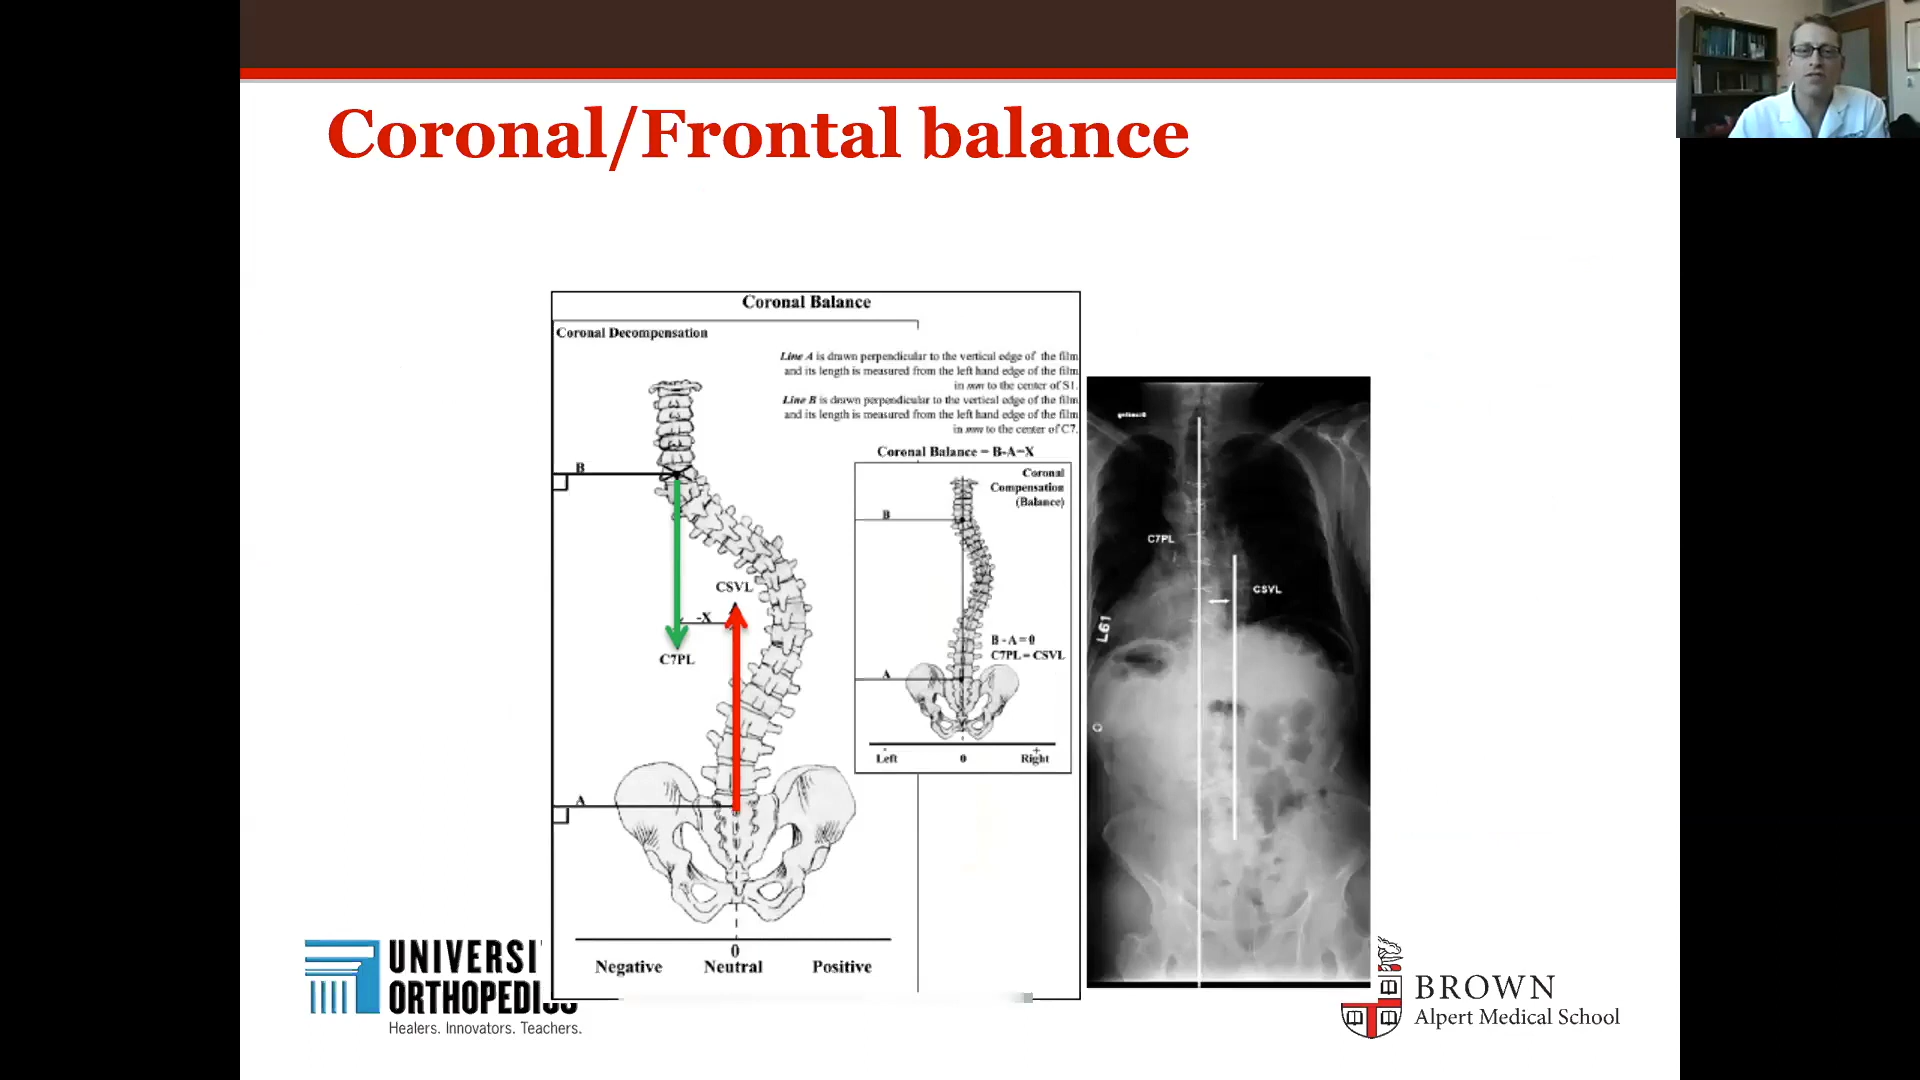 Coronal/Frontal balance
Coronal Balance
Coronal Decompensation
Line A is drawn perpendicular to the vertical edge of the film
and its length is measured from the left hand edge of the film
in mm to the center of S1.
Line B is drawn perpendicular to the vertical edge of the film
and its length is measured from the left hand edge of the film
in mm to the center of C7.
Coronal Balance = B-A=X
B
CSVL
-X
C7PL
A
0
Negative Neutral Positive
Coronal
Compensation
(Balance)
B
B - A = 0
C7PL = CSVL
A
- +
Left 0 Right
C7PL
CSVL
L61
UNIVERSI
ORTHOPEDICS
Healers. Innovators. Teachers.
BROWN
Alpert Medical School